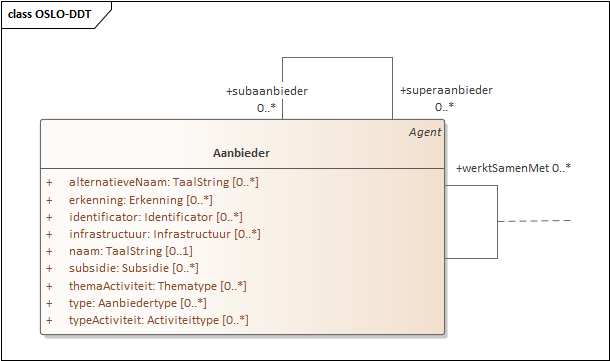 class OSLO-DDT
+subaanbieder
0..*
+superaanbieder
0..*
Agent
Aanbieder
+werktSamenMet 0..*
+ alternatieveNaam: TaalString [0..*]
+ erkenning: Erkenning [0..*]
+ identificator: Identificator [0..*]
+ infrastructuur: Infrastructuur [0..*]
+ naam: TaalString [0..1]
+ subsidie: Subsidie [0..*]
+ themaActiviteit: Thematype [0..*]
+ type: Aanbiedertype [0..*]
+ typeActiviteit: Activiteittype [0..*]